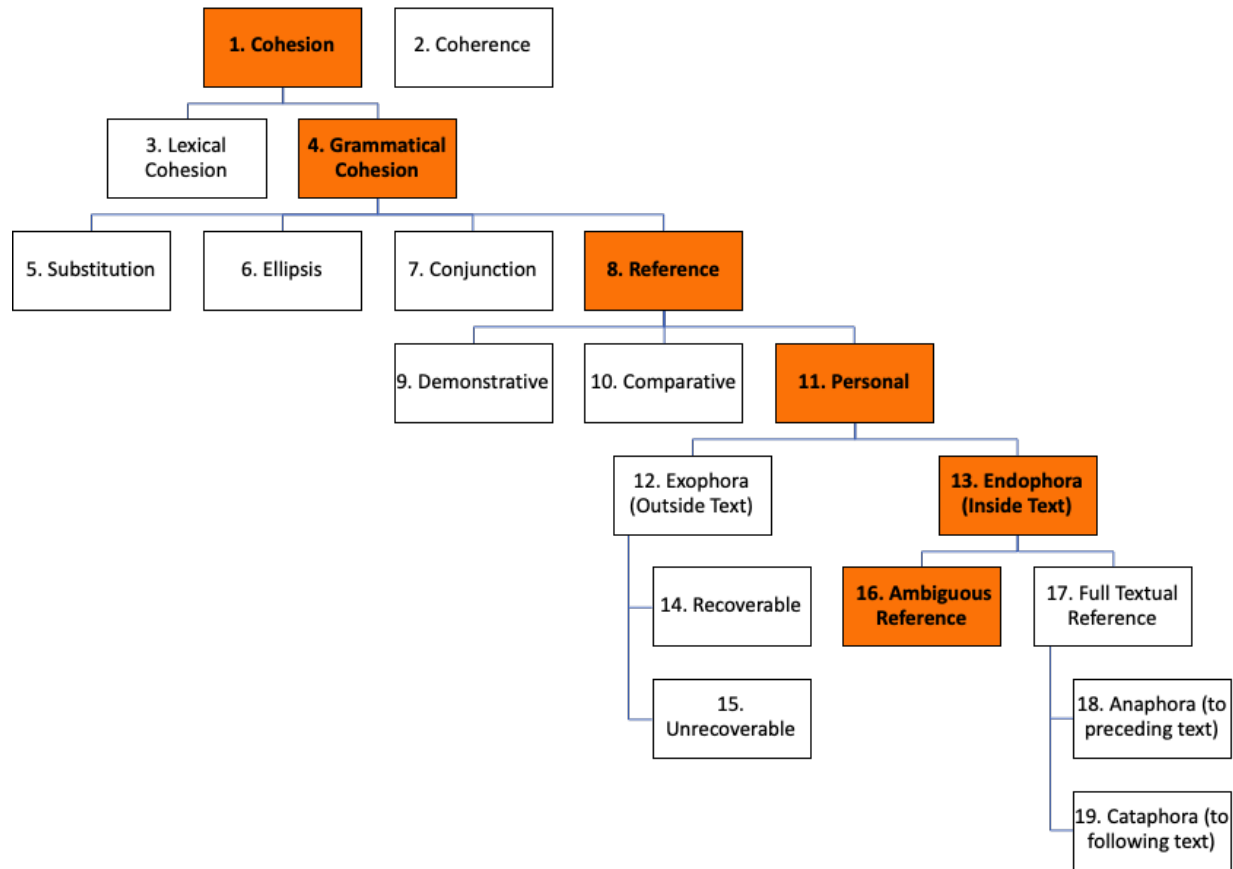 1. Cohesion
2. Coherence
3. Lexical
Cohesion
4. Grammatical
Cohesion
5. Substitution
6. Ellipsis
7. Conjunction
8. Reference
9. Demonstrative
10. Comparative
11. Personal
12. Exophora
(Outside Text)
13. Endophora
(Inside Text)
14. Recoverable
15.
Unrecoverable
16. Ambiguous
Reference
17. Full Textual
Reference
18. Anaphora (to
preceding text)
19. Cataphora (to
following text)